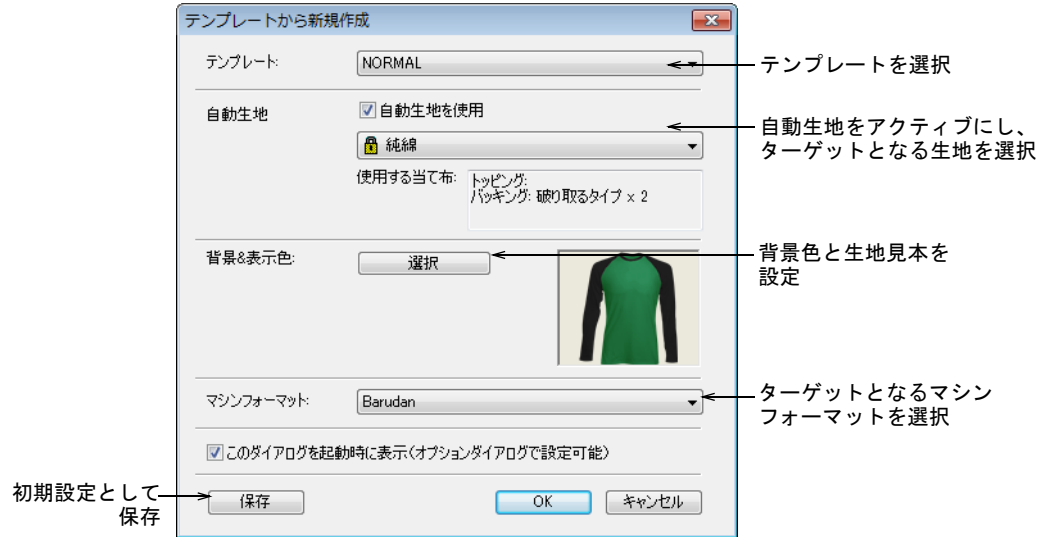 テンプレートから新規作成
テンプレート:
NORMAL
テンプレートを選択
自動生地
自動生地を使用
純綿
自動生地をアクティブにし、
ターゲットとなる生地を選択
使用する当て布:
トッピング:
バッキング: 破り取るタイプ x 2
背景&表示色:
選択
背景色と生地見本を
設定
マシンフォーマット:
Barudan
ターゲットとなるマシン
フォーマットを選択
このダイアログを起動時に表示(オプションダイアログで設定可能)
初期設定として
保存
保存
OK
キャンセル